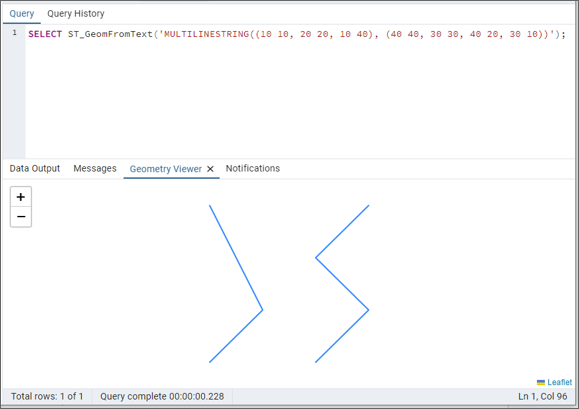 Query Query History
1 SELECT ST_GeomFromText('MULTILINESTRING((10 10, 20 20, 10 40), (40 40, 30 30, 40 20, 30 10))');
Data Output Messages Geometry Viewer Notifications
+
−
Leaflet
Total rows: 1 of 1 Query complete 00:00:00.228 Ln 1, Col 96